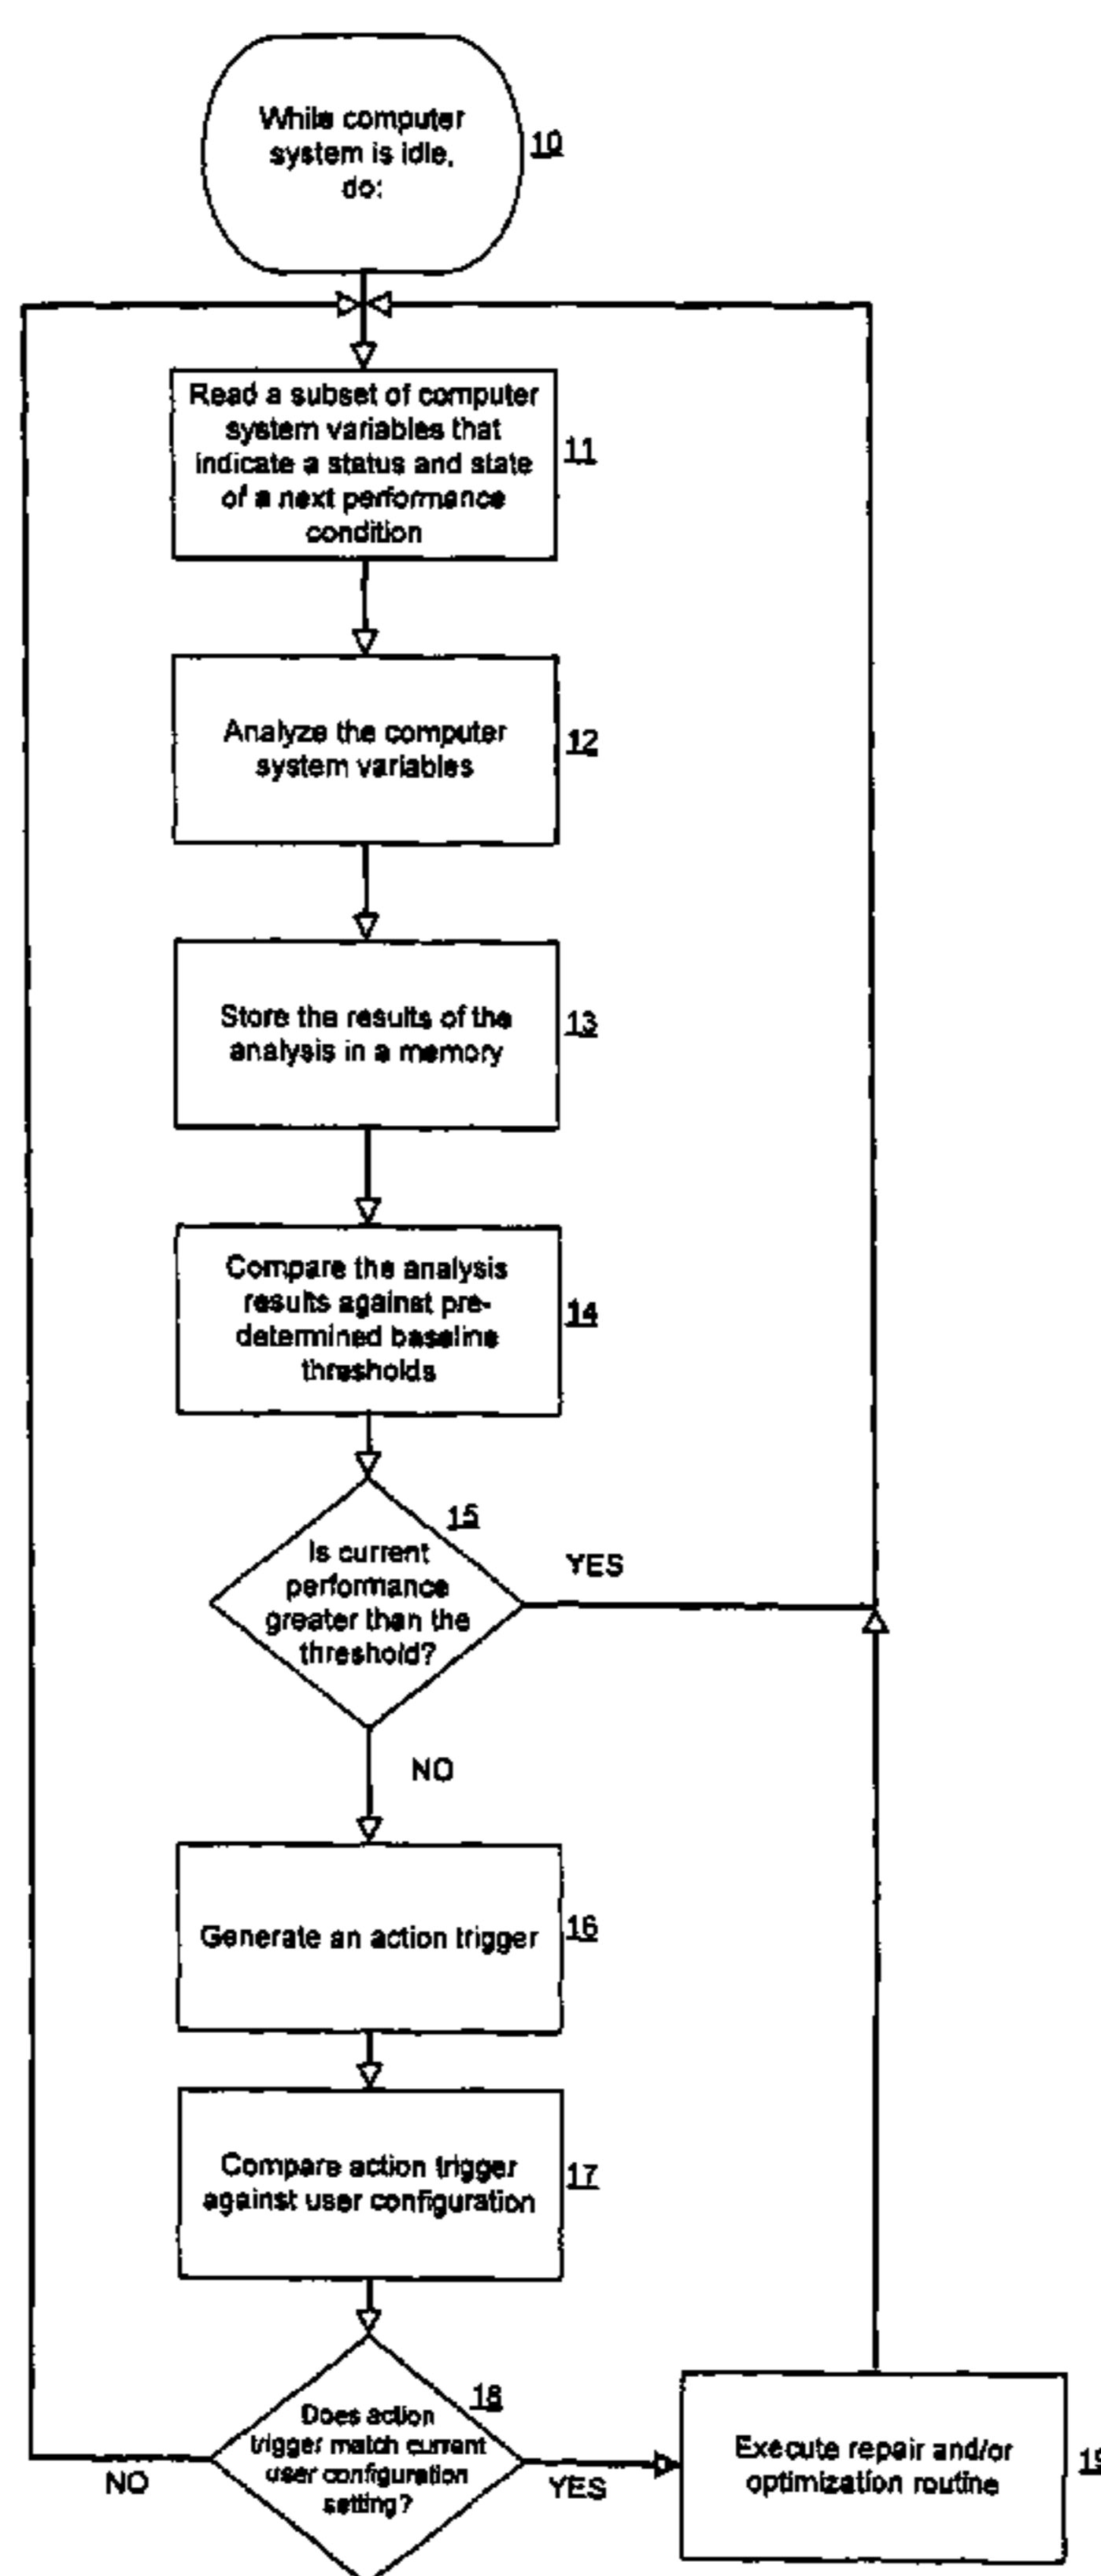 While computer
system is idle,
do:
10
Read a subset of computer
system variables that
indicate a status and state
of a next performance
condition
11
Analyze the computer
system variables
12
Store the results of the
analysis in a memory
13
Compare the analysis
results against pre-
determined baseline
thresholds
14
15
Is current
performance
greater than the
threshold?
YES
NO
Generate an action trigger
16
Compare action trigger
against user configuration
17
18
Does action
trigger match current
user configuration
setting?
NO
YES
Execute repair and/or
optimization routine
19